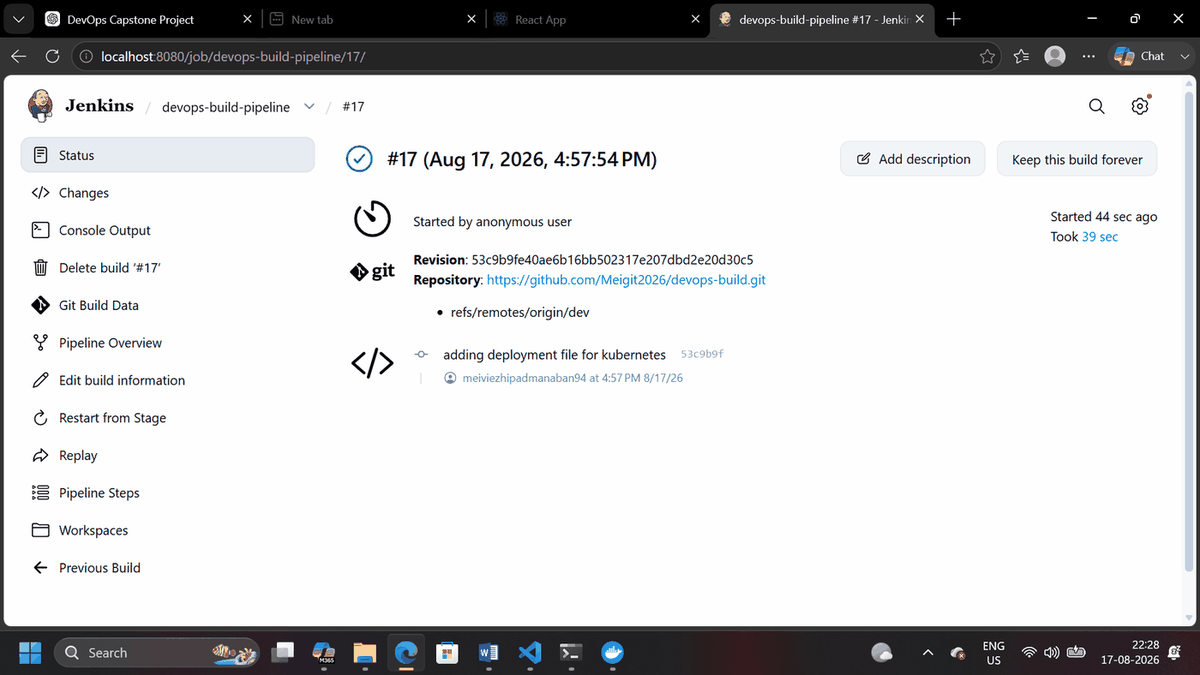 DevOps Capstone Project
New tab
React App
devops-build-pipeline #17 - Jenkin
localhost:8080/job/devops-build-pipeline/17/
Chat
Jenkins / devops-build-pipeline / #17
Status
Changes
Console Output
Delete build ‘#17’
Git Build Data
Pipeline Overview
Edit build information
Restart from Stage
Replay
Pipeline Steps
Workspaces
Previous Build
#17 (Aug 17, 2026, 4:57:54 PM)
Add description
Keep this build forever
Started by anonymous user
Started 44 sec ago
Took 39 sec
git
Revision: 53c9b9fe40ae6b16bb502317e207dbd2e20d30c5
Repository: https://github.com/Meigit2026/devops-build.git
• refs/remotes/origin/dev
adding deployment file for kubernetes 53c9b9f
meiviezhipadmanaban94 at 4:57 PM 8/17/26
Search
M365
ENG
US
22:28
17-08-2026